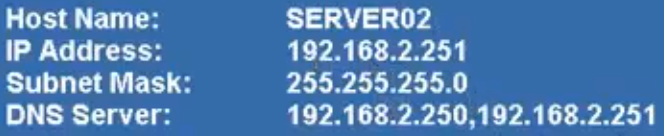 Host Name: SERVER02
IP Address: 192.168.2.251
Subnet Mask: 255.255.255.0
DNS Server: 192.168.2.250,192.168.2.251